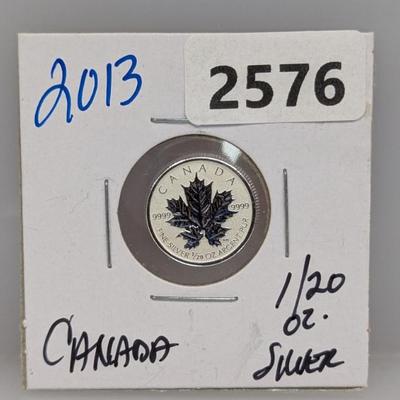 2013
2576
CANADA
9999 9999
FINE SILVER 1/20 OZ ARGENT PUR
CANADA
1/20
oz.
SILVER